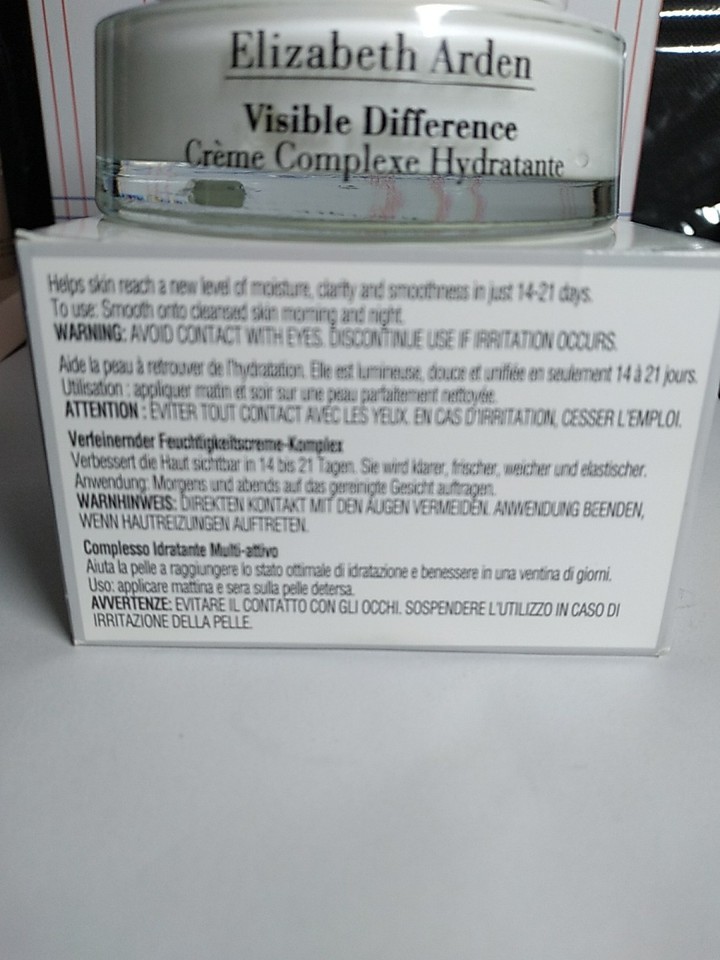 Elizabeth Arden
Visible Difference
Crème Complexe Hydratante
Helps skin reach a new level of moisture, clarity and smoothness in just 14-21 days.
To use: Smooth onto cleansed skin morning and night.
WARNING: AVOID CONTACT WITH EYES. DISCONTINUE USE IF IRRITATION OCCURS.
Aide la peau à retrouver de l'hydratation. Elle est lumineuse, douce et unifiée en seulement 14 à 21 jours.
Utilisation : appliquer matin et soir sur une peau parfaitement nettoyée.
ATTENTION : EVITER TOUT CONTACT AVEC LES YEUX. EN CAS D'IRRITATION, CESSER L'EMPLOI.
Verfeinernder Feuchtigkeitscreme-Komplex
Verbessert die Haut sichtbar in 14 bis 21 Tagen. Sie wird klarer, frischer, weicher und elastischer.
Anwendung: Morgens und abends auf das gereinigte Gesicht auftragen.
WARNHINWEIS: DIREKTEN KONTAKT MIT DEN AUGEN VERMEIDEN. ANWENDUNG BEENDEN,
WENN HAUTREIZUNGEN AUFTRETEN.
Complesso Idratante Multi-attivo
Aiuta la pelle a raggiungere lo stato ottimale di idratazione e benessere in una ventina di giorni.
Uso: applicare mattina e sera sulla pelle detersa.
AVVERTENZE: EVITARE IL CONTATTO CON GLI OCCHI. SOSPENDERE L'UTILIZZO IN CASO DI
IRRITAZIONE DELLA PELLE.